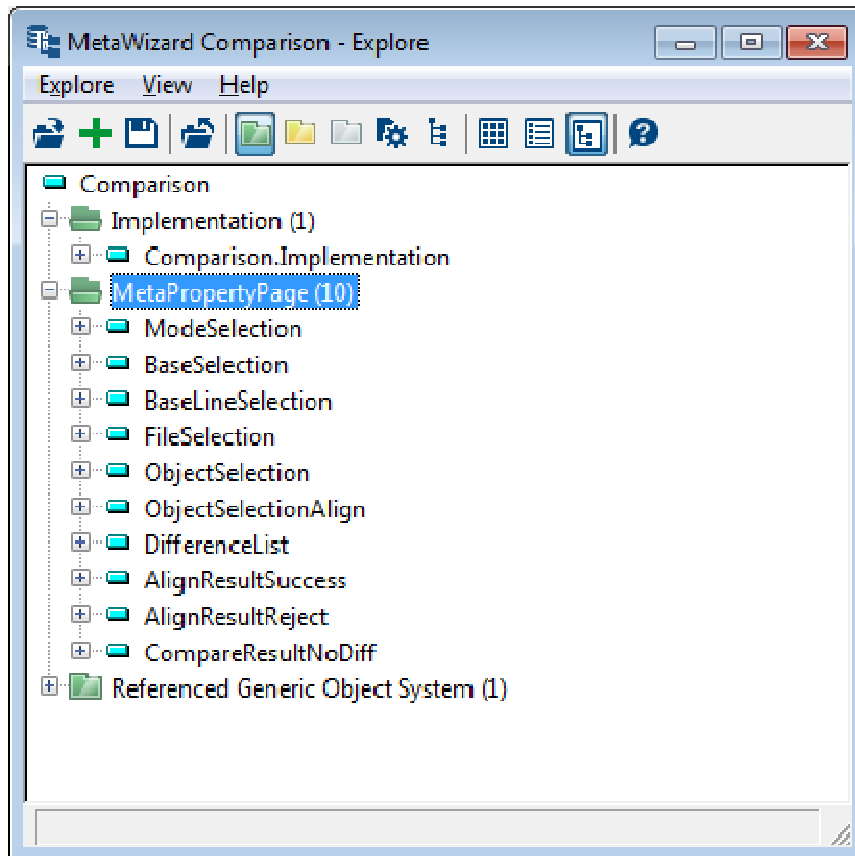 MetaWizard Comparison - Explore
Explore View Help
Comparison
Implementation (1)
Comparison.Implementation
MetaPropertyPage (10)
ModeSelection
BaseSelection
BaseLineSelection
FileSelection
ObjectSelection
ObjectSelectionAlign
DifferenceList
AlignResultSuccess
AlignResultReject
CompareResultNoDiff
Referenced Generic Object System (1)